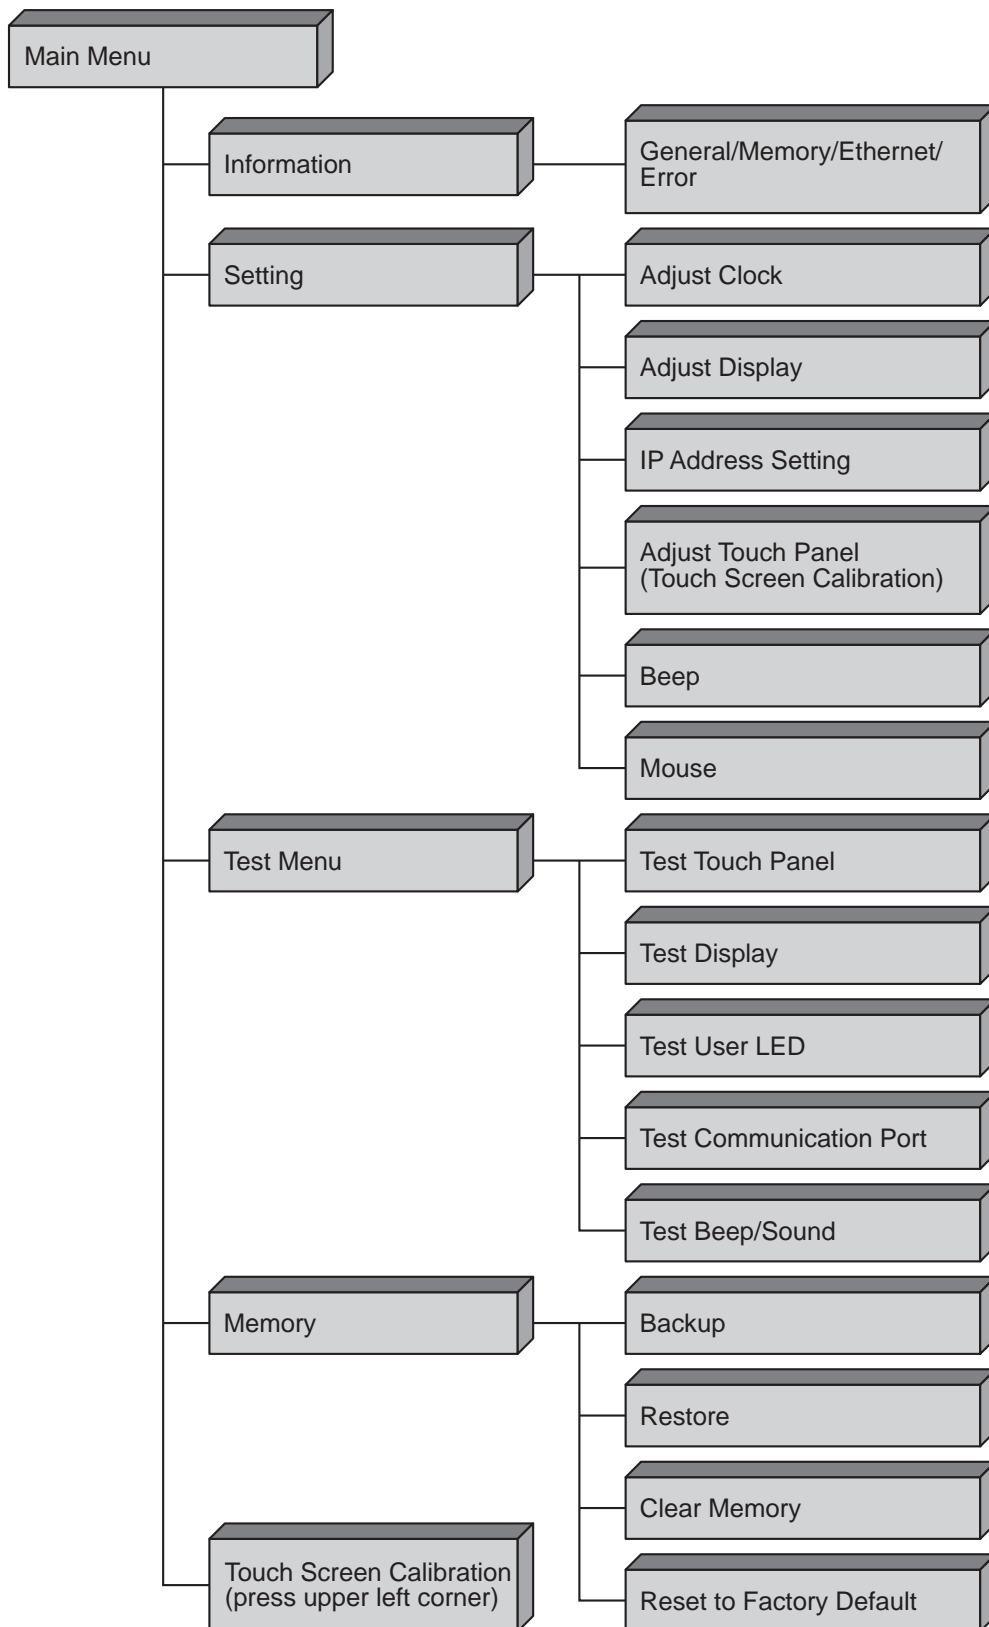 Main Menu
Information
General/Memory/Ethernet/
Error
Setting
Adjust Clock
Adjust Display
IP Address Setting
Adjust Touch Panel
(Touch Screen Calibration)
Beep
Mouse
Test Menu
Test Touch Panel
Test Display
Test User LED
Test Communication Port
Test Beep/Sound
Memory
Backup
Restore
Clear Memory
Reset to Factory Default
Touch Screen Calibration
(press upper left corner)